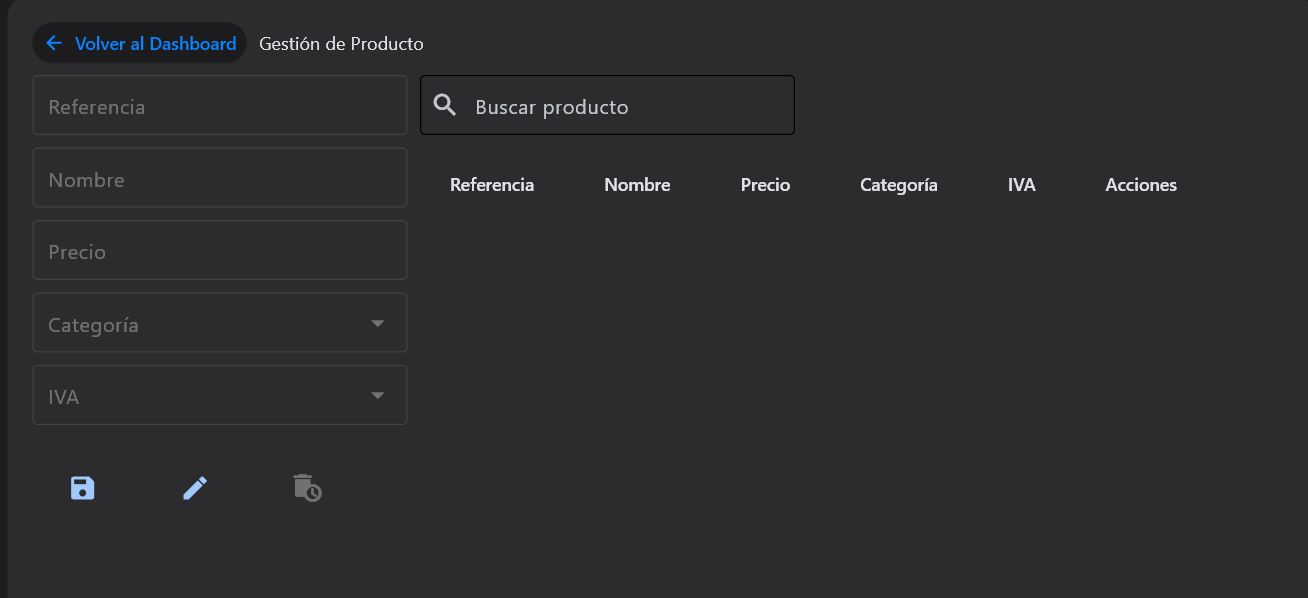 Volver al Dashboard Gestión de Producto
Referencia
Nombre
Precio
Categoría
IVA
Buscar producto
Referencia Nombre Precio Categoría IVA Acciones